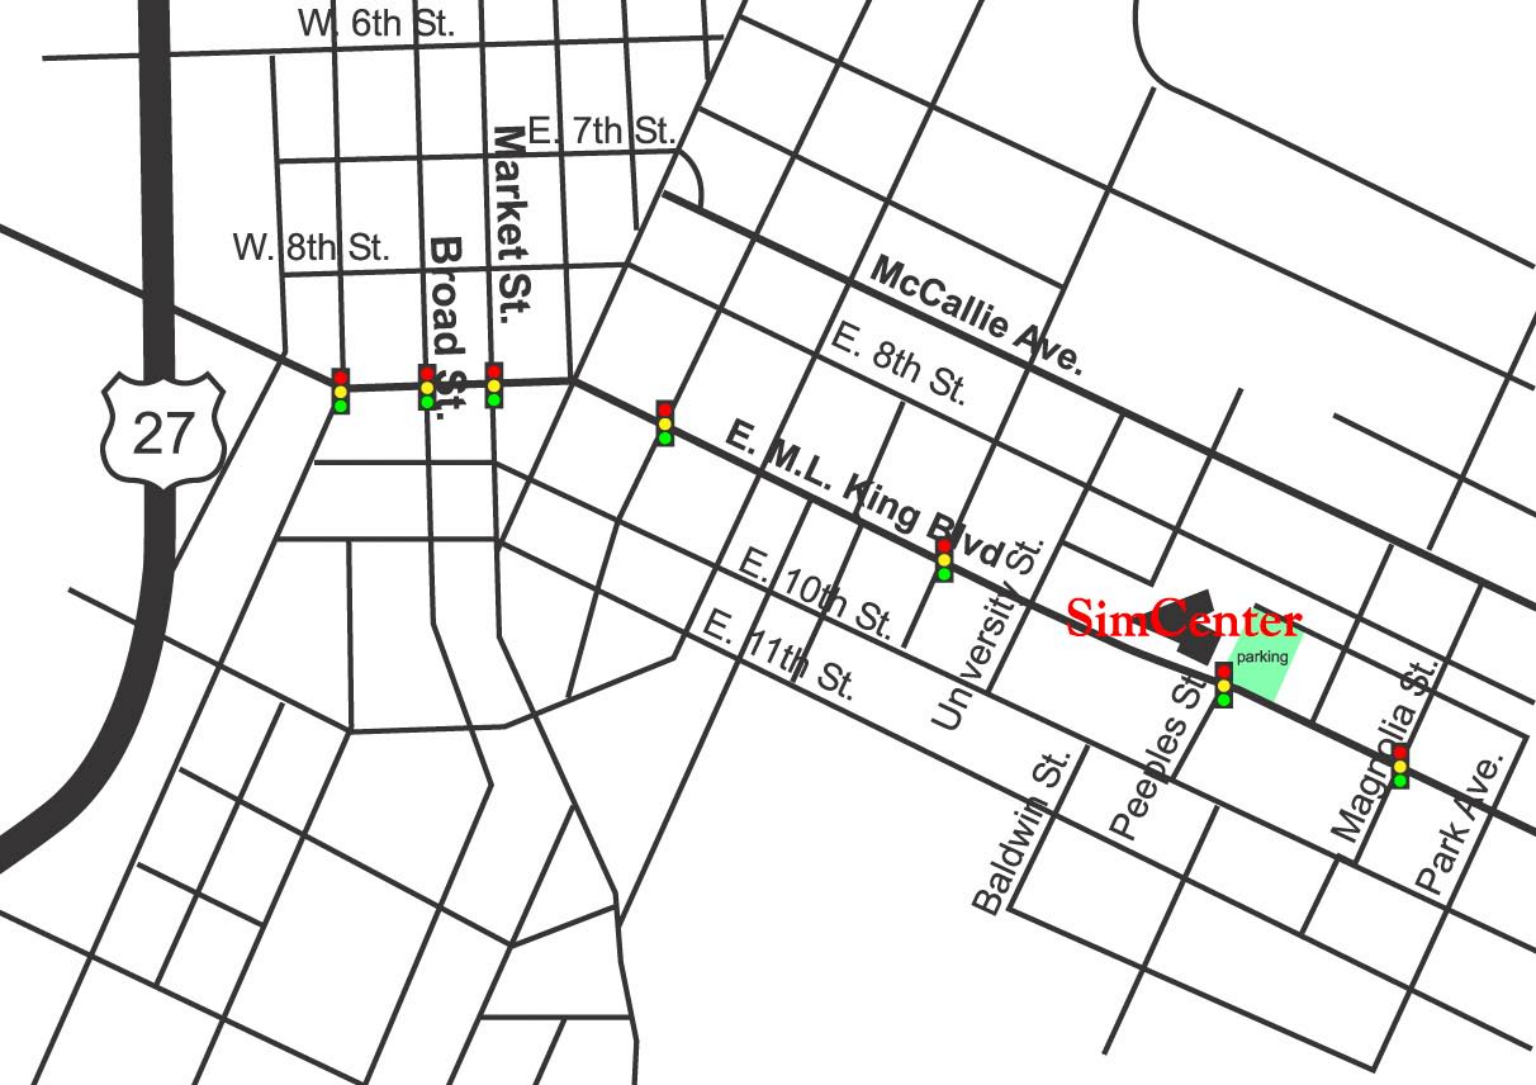 W. 6th St.
E. 7th St.
Market St.
W. 8th St.
Broad St.
McCallie Ave.
E. 8th St.
27
E. M.L. King Blvd
E. 10th St.
University St.
SimCenter
parking
E. 11th St.
Peeples St.
Magnolia St.
Baldwin St.
Park Ave.